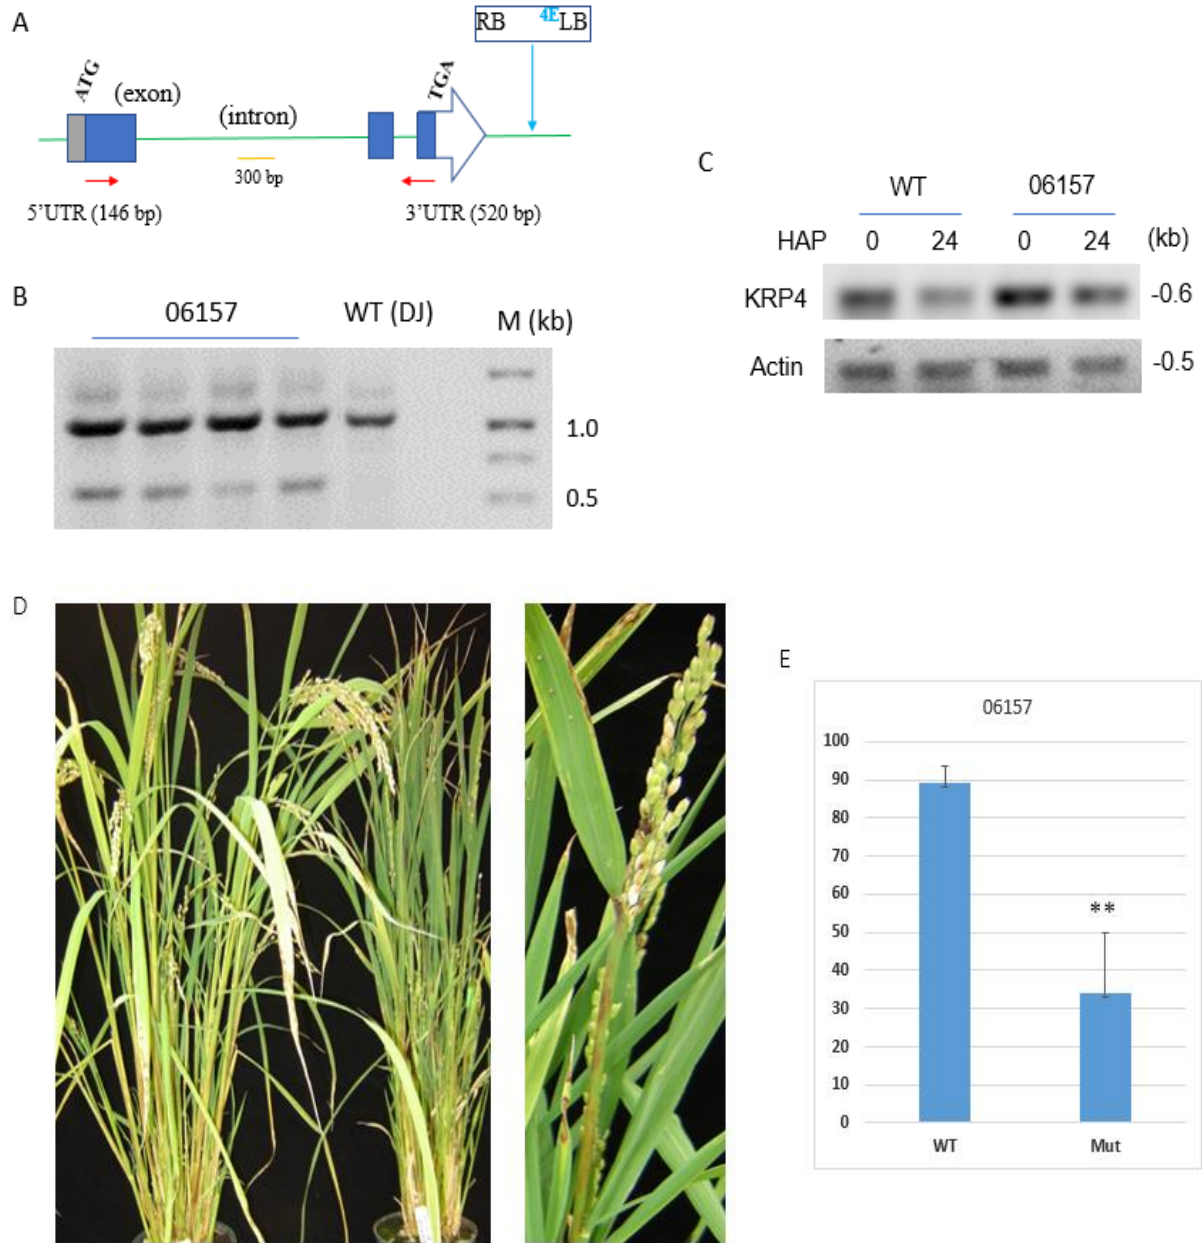 A
RB 4E LB
ATG
(exon)
(intron)
TGA
300 bp
5'UTR (146 bp)
3'UTR (520 bp)
B
06157 WT (DJ) M (kb)
1.0
0.5
C
WT 06157
HAP 0 24 0 24 (kb)
KRP4 -0.6
Actin -0.5
D
E
06157
100
90
80
70
60
50
40
30
20
10
0
**
WT Mut